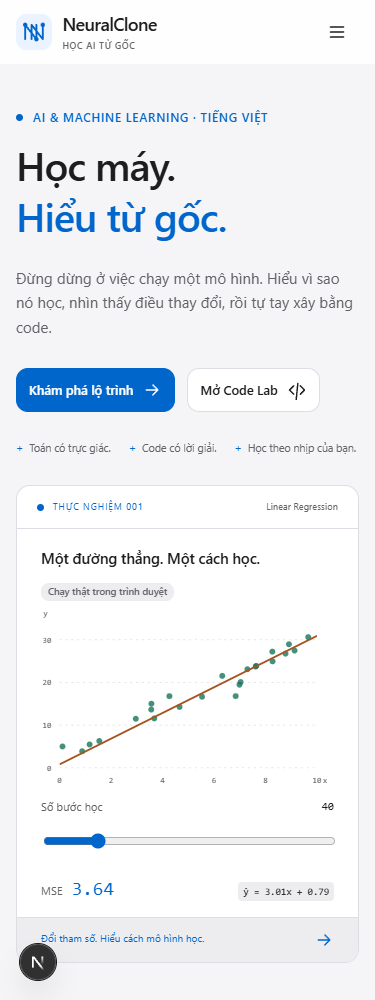 NeuralClone
HỌC AI TỪ GỐC
AI & MACHINE LEARNING · TIẾNG VIỆT
Học máy.
Hiểu từ gốc.
Đừng dừng ở việc chạy một mô hình. Hiểu vì sao
nó học, nhìn thấy điều thay đổi, rồi tự tay xây bằng
code.
Khám phá lộ trình →
Mở Code Lab </>
+ Toán có trực giác. + Code có lời giải. + Học theo nhịp của bạn.
THỰC NGHIỆM 001
Linear Regression
Một đường thẳng. Một cách học.
Chạy thật trong trình duyệt
y
30
20
10
0
0 2 4 6 8 10 x
Số bước học 40
MSE 3.64
ŷ = 3.01x + 0.79
Đổi tham số. Hiểu cách mô hình học. →
N